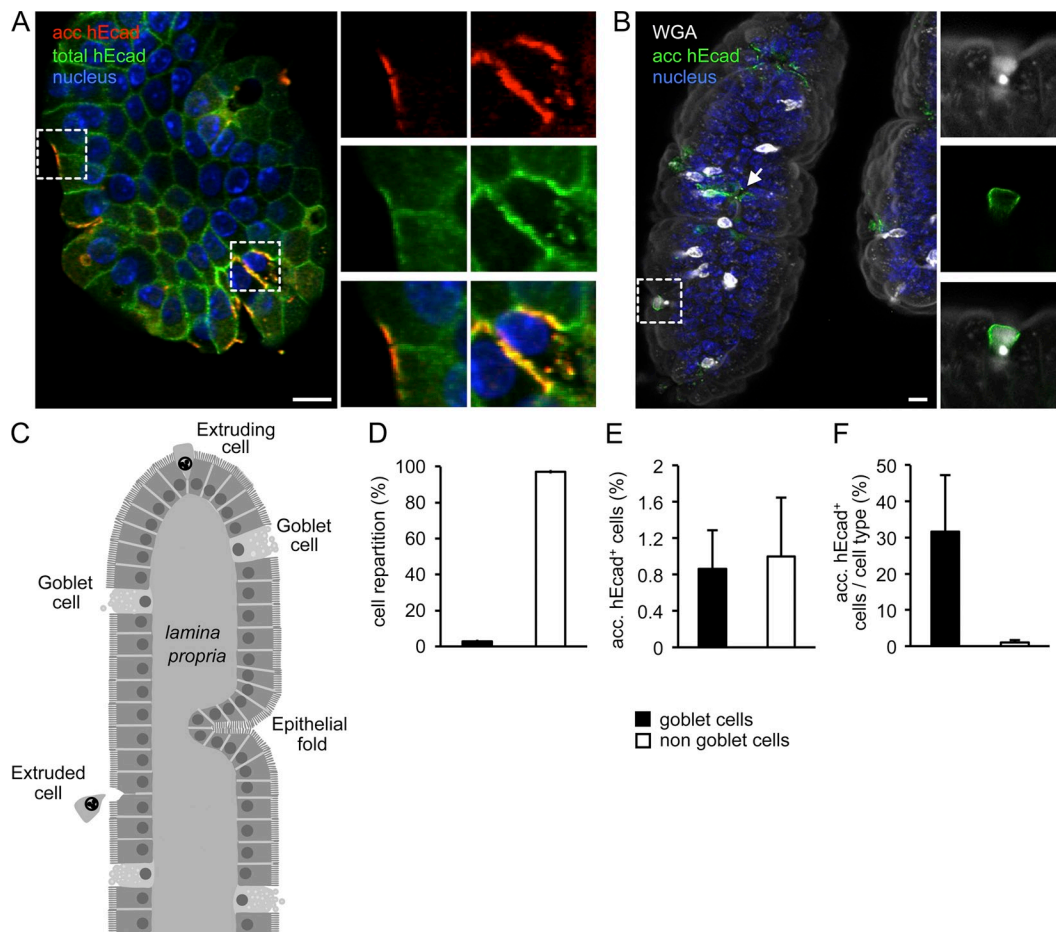 A
acc hEcad
total hEcad
nucleus
B
WGA
acc hEcad
nucleus
C
Extruding
cell
Goblet
cell
Goblet
cell
lamina
propria
Epithelial
fold
Extruded
cell
D
cell repartition (%)
100
80
60
40
20
0
E
acc. hEcad⁺ cells (%)
2
1.6
1.2
0.8
0.4
0
F
acc. hEcad⁺
cells / cell type (%)
50
40
30
20
10
0
goblet cells
non goblet cells